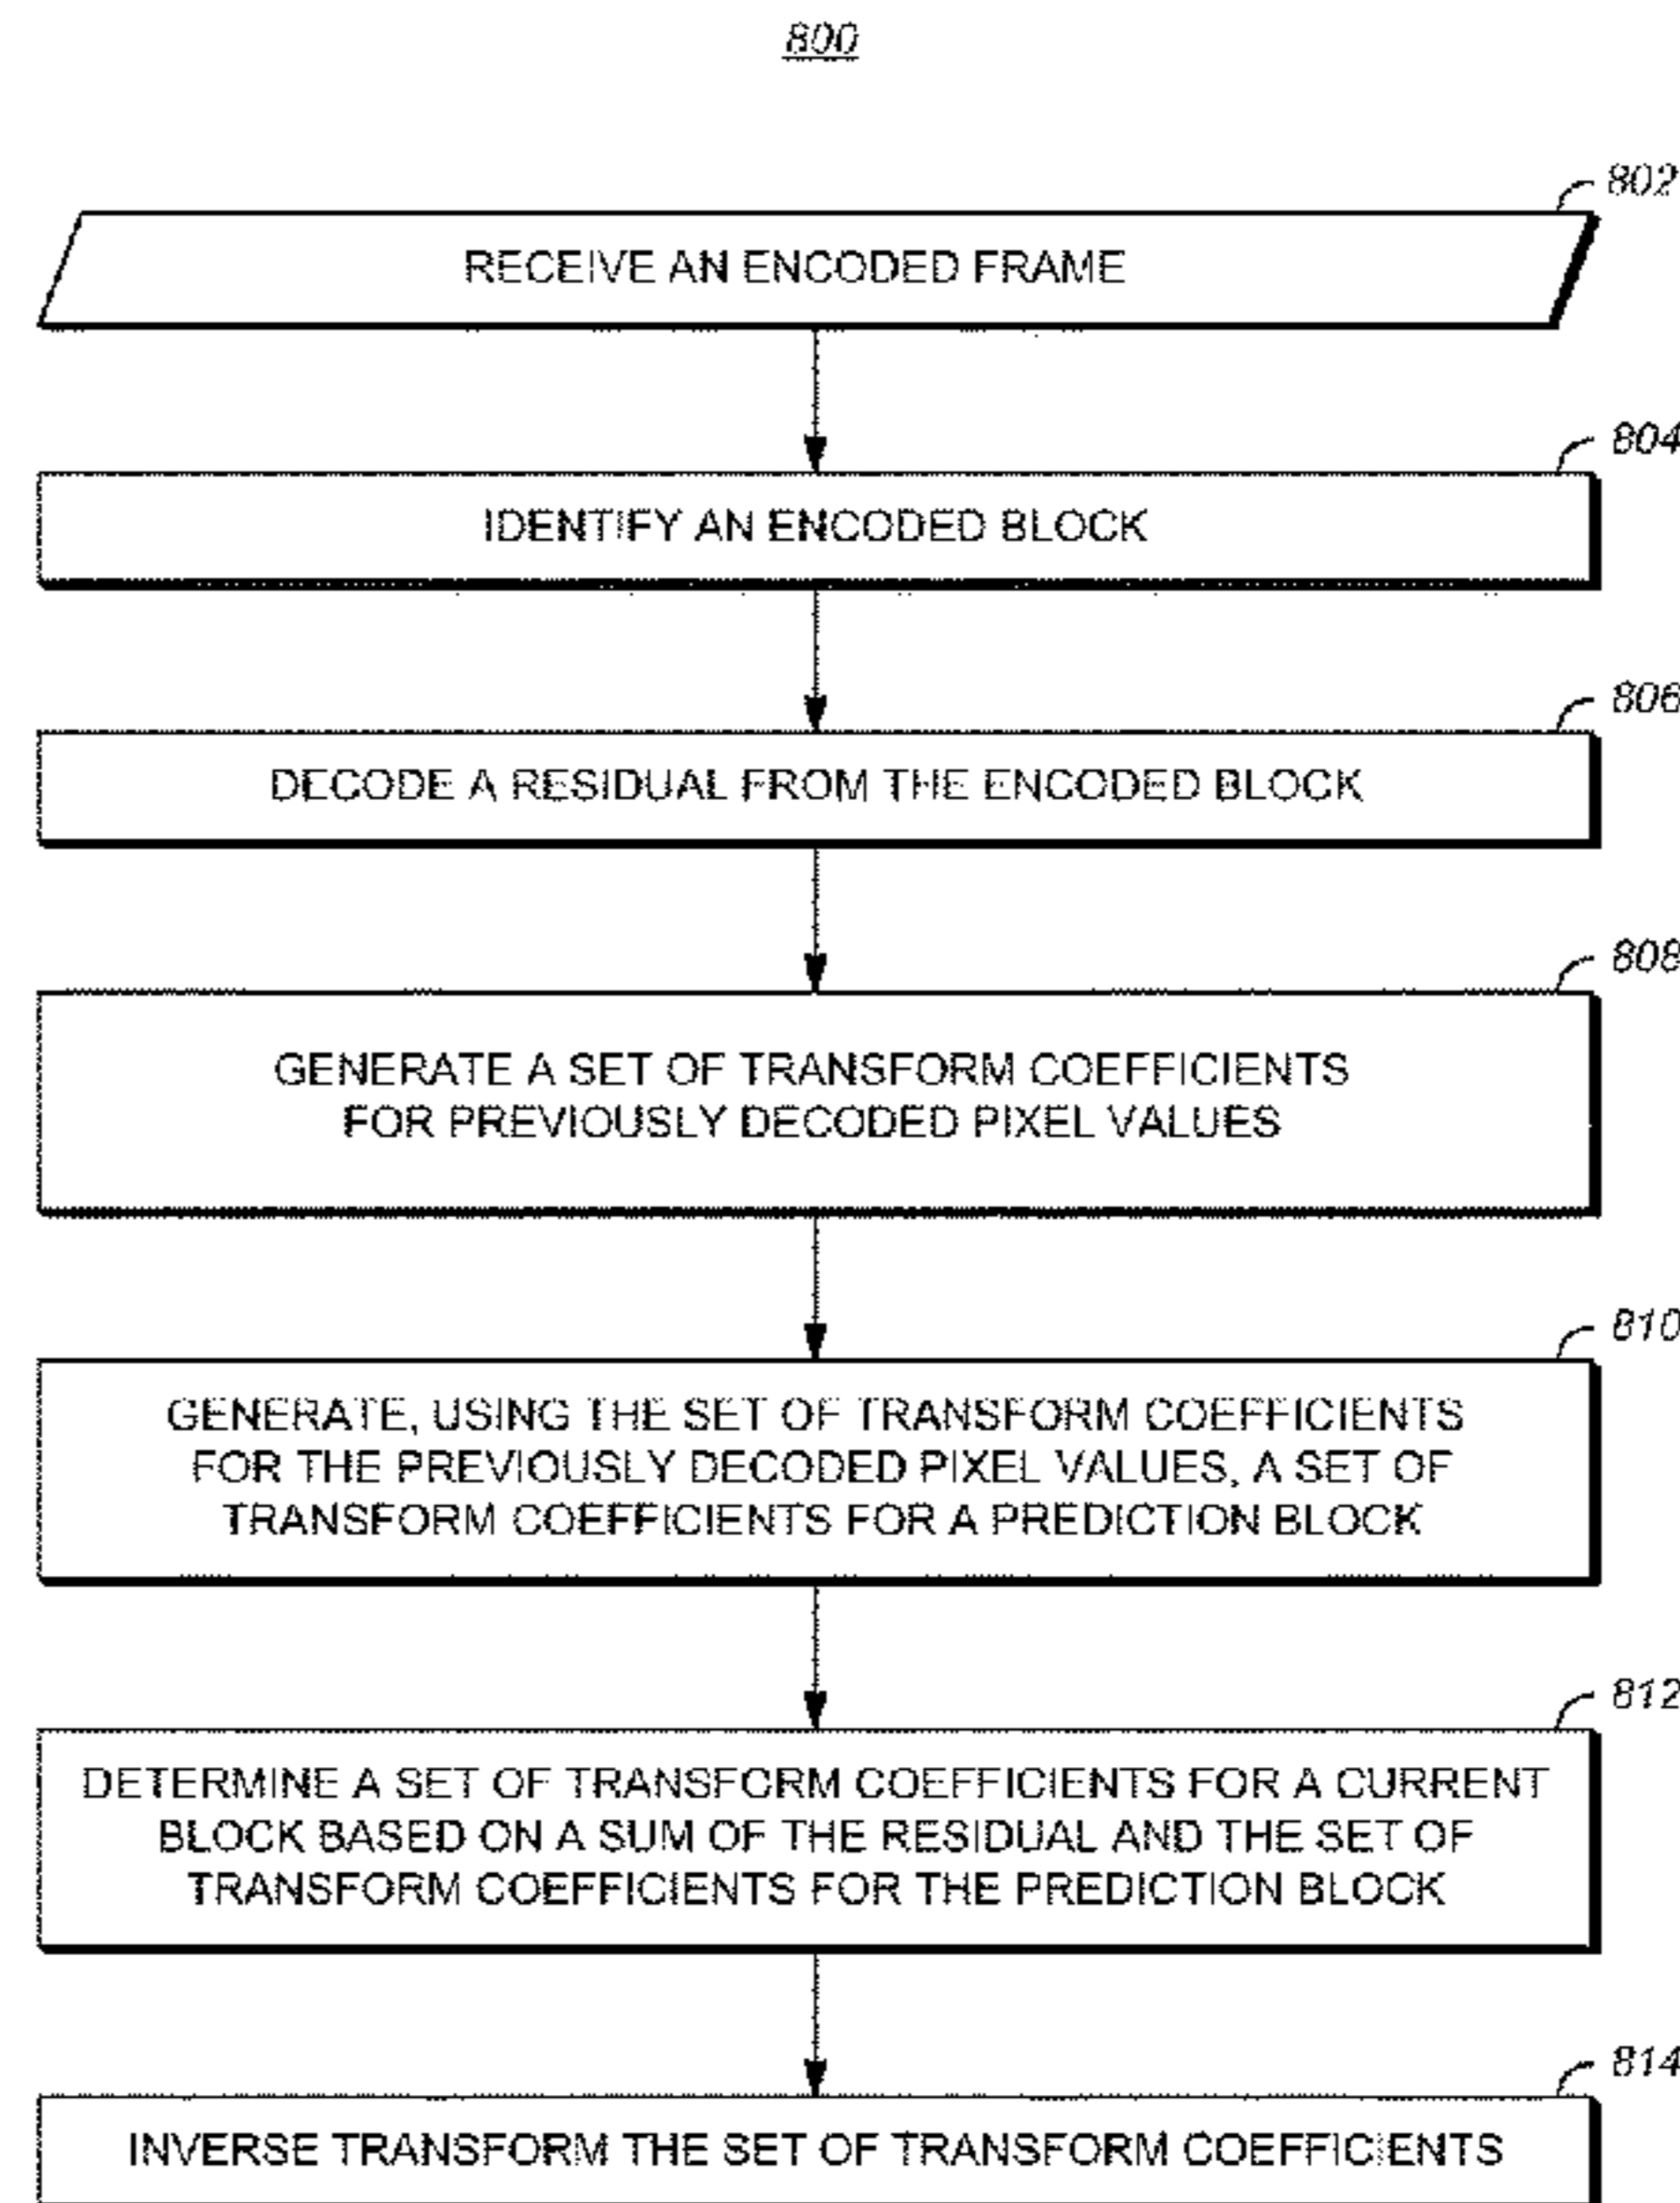 800
802
RECEIVE AN ENCODED FRAME
804
IDENTIFY AN ENCODED BLOCK
806
DECODE A RESIDUAL FROM THE ENCODED BLOCK
808
GENERATE A SET OF TRANSFORM COEFFICIENTS
FOR PREVIOUSLY DECODED PIXEL VALUES
810
GENERATE, USING THE SET OF TRANSFORM COEFFICIENTS
FOR THE PREVIOUSLY DECODED PIXEL VALUES, A SET OF
TRANSFORM COEFFICIENTS FOR A PREDICTION BLOCK
812
DETERMINE A SET OF TRANSFORM COEFFICIENTS FOR A CURRENT
BLOCK BASED ON A SUM OF THE RESIDUAL AND THE SET OF
TRANSFORM COEFFICIENTS FOR THE PREDICTION BLOCK
814
INVERSE TRANSFORM THE SET OF TRANSFORM COEFFICIENTS